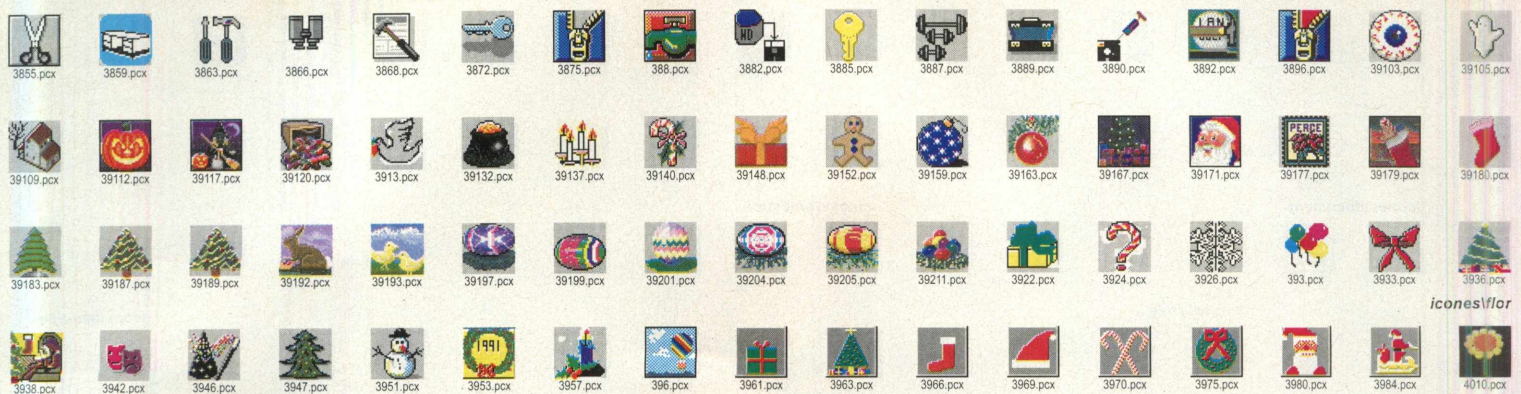 WD
LAN
3855.pcx 3859.pcx 3863.pcx 3866.pcx 3868.pcx 3872.pcx 3875.pcx 388.pcx 3882.pcx 3885.pcx 3887.pcx 3889.pcx 3890.pcx 3892.pcx 3896.pcx 39103.pcx 39105.pcx
PEACE
39109.pcx 39112.pcx 39117.pcx 39120.pcx 3913.pcx 39132.pcx 39137.pcx 39140.pcx 39148.pcx 39152.pcx 39159.pcx 39163.pcx 39167.pcx 39171.pcx 39177.pcx 39179.pcx 39180.pcx
39183.pcx 39187.pcx 39189.pcx 39192.pcx 39193.pcx 39197.pcx 39199.pcx 39201.pcx 39204.pcx 39205.pcx 39211.pcx 3922.pcx 3924.pcx 3926.pcx 393.pcx 3933.pcx 3936.pcx
icones\flor
1991
3938.pcx 3942.pcx 3946.pcx 3947.pcx 3951.pcx 3953.pcx 3957.pcx 396.pcx 3961.pcx 3963.pcx 3966.pcx 3969.pcx 3970.pcx 3975.pcx 3980.pcx 3984.pcx 4010.pcx